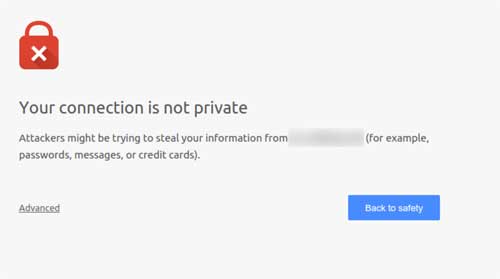 Your connection is not private
Attackers might be trying to steal your information from (for example,
passwords, messages, or credit cards).
Advanced
Back to safety